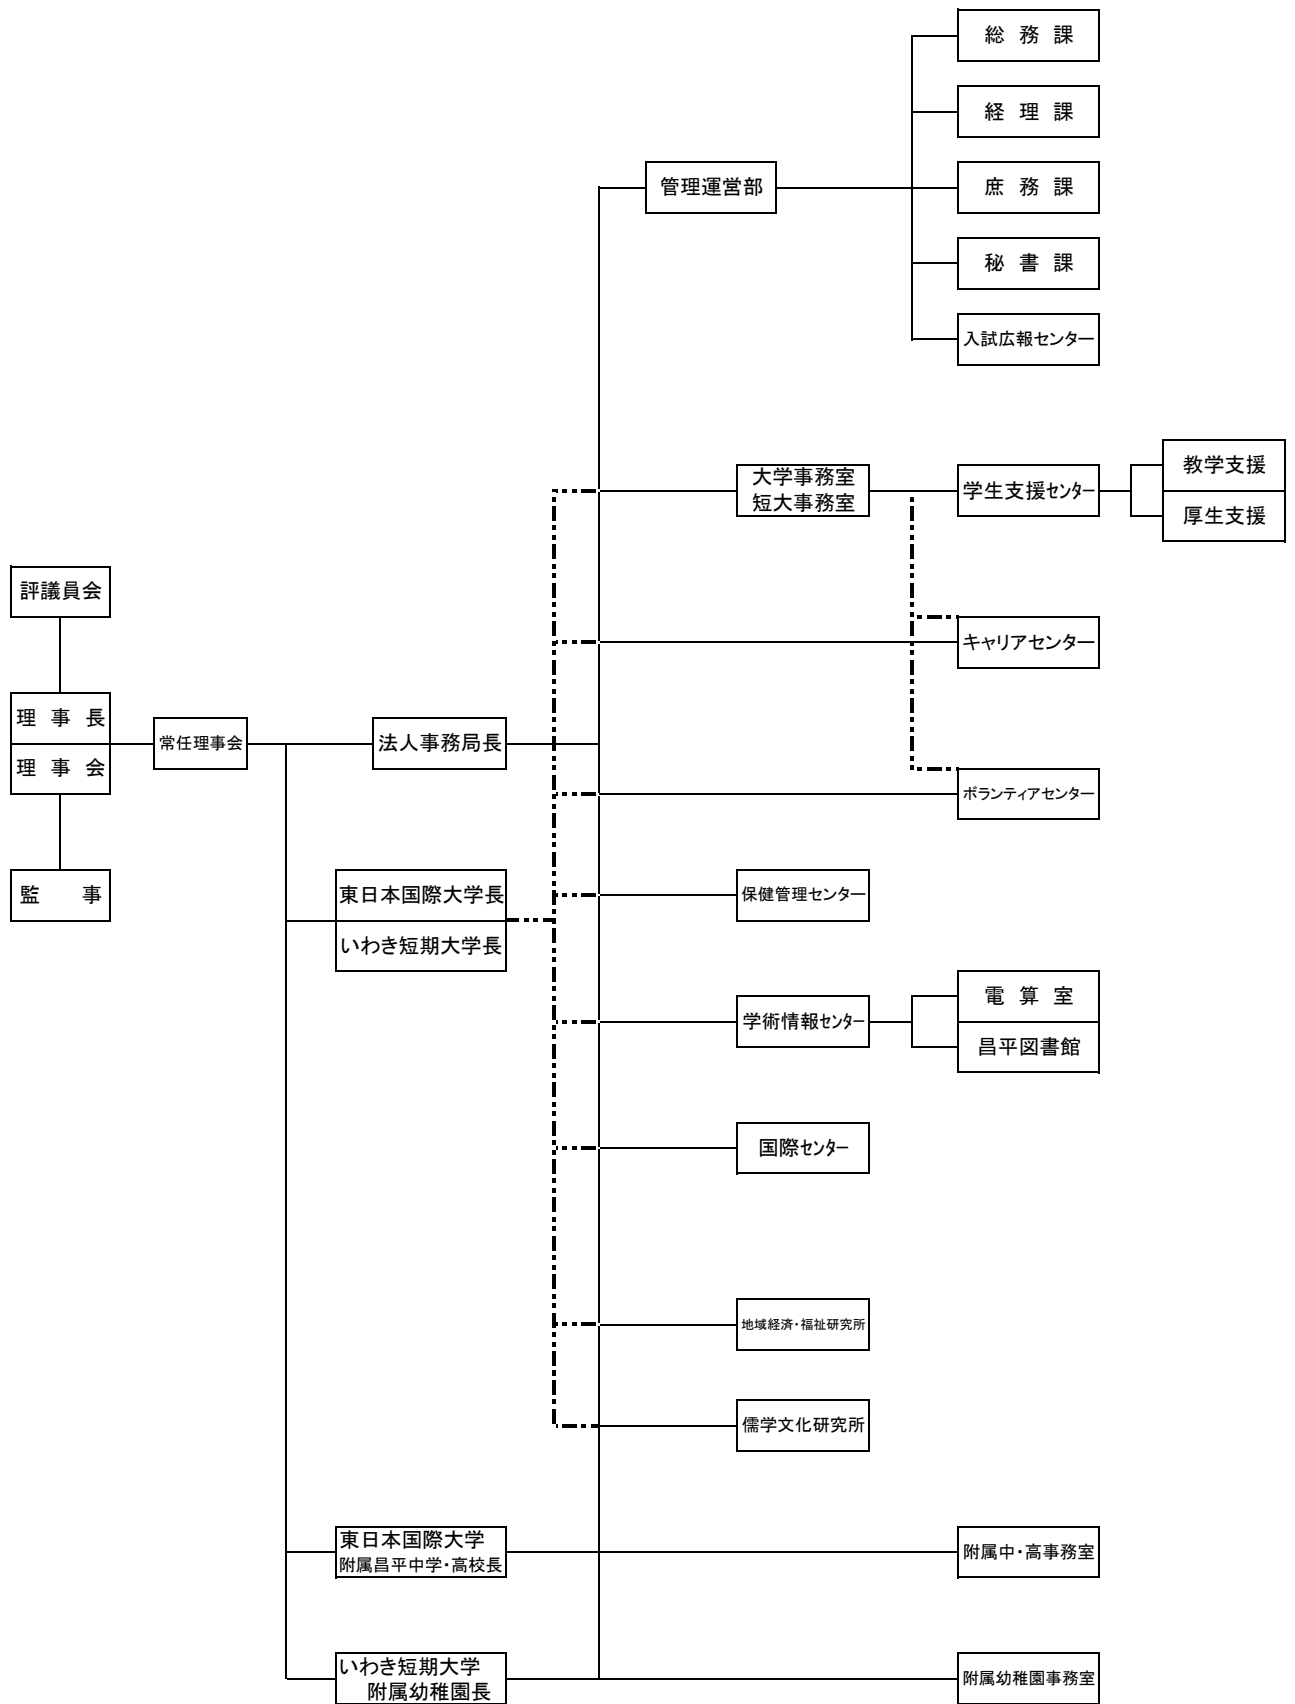 総 務 課
経 理 課
管理運営部
庶 務 課
秘 書 課
入試広報センター
大学事務室
短大事務室
学生支援センター
教学支援
厚生支援
評議員会
キャリアセンター
理 事 長
理 事 会
常任理事会
法人事務局長
ボランティアセンター
監 事
東日本国際大学長
いわき短期大学長
保健管理センター
学術情報センター
電 算 室
昌平図書館
国際センター
地域経済・福祉研究所
儒学文化研究所
東日本国際大学
附属昌平中学・高校長
附属中・高事務室
いわき短期大学
附属幼稚園長
附属幼稚園事務室